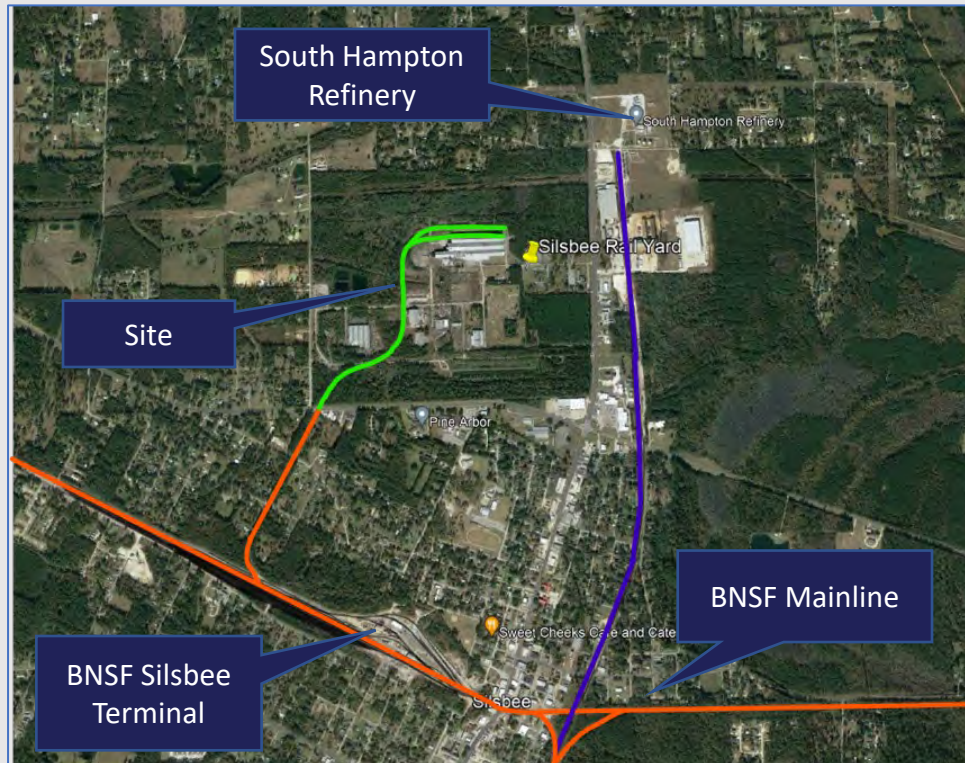 South Hampton
Refinery
South Hampton Refinery
Silsbee Rail Yard
Site
Pine Arbor
BNSF Mainline
Sweet Cheeks Cafe and Cate
BNSF Silsbee
Terminal
Silsbee